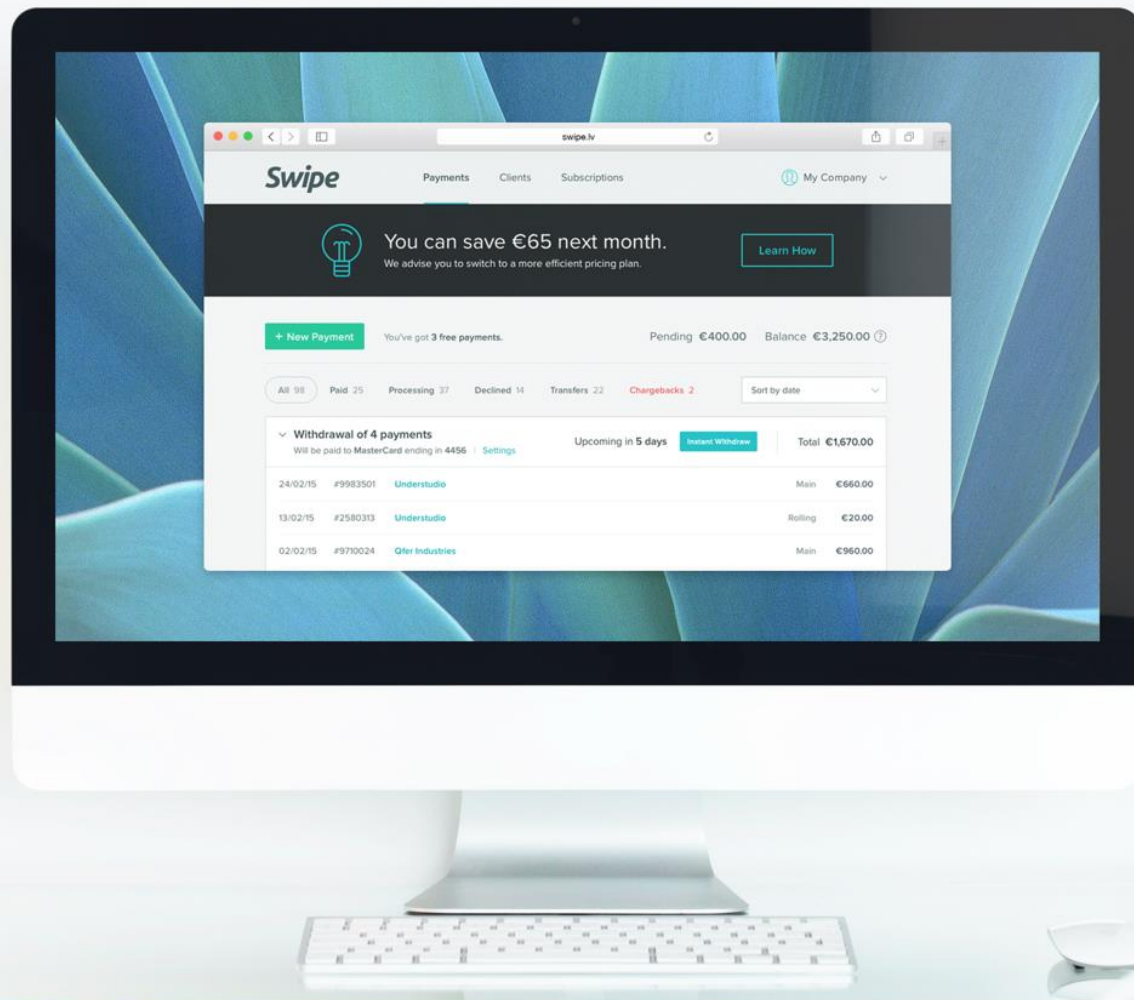 swipe.lv
Swipe Payments Clients Subscriptions My Company
You can save €65 next month.
We advise you to switch to a more efficient pricing plan.
Learn How
+ New Payment You've got 3 free payments. Pending €400.00 Balance €3,250.00 ?
All 98 Paid 25 Processing 37 Declined 14 Transfers 22 Chargebacks 2 Sort by date
Withdrawal of 4 payments Upcoming in 5 days Instant Withdraw Total €1,670.00
Will be paid to MasterCard ending in 4456 | Settings
24/02/15 #9983501 Understudio Main €660.00
13/02/15 #2580313 Understudio Rolling €20.00
02/02/15 #9710024 Qfer Industries Main €960.00